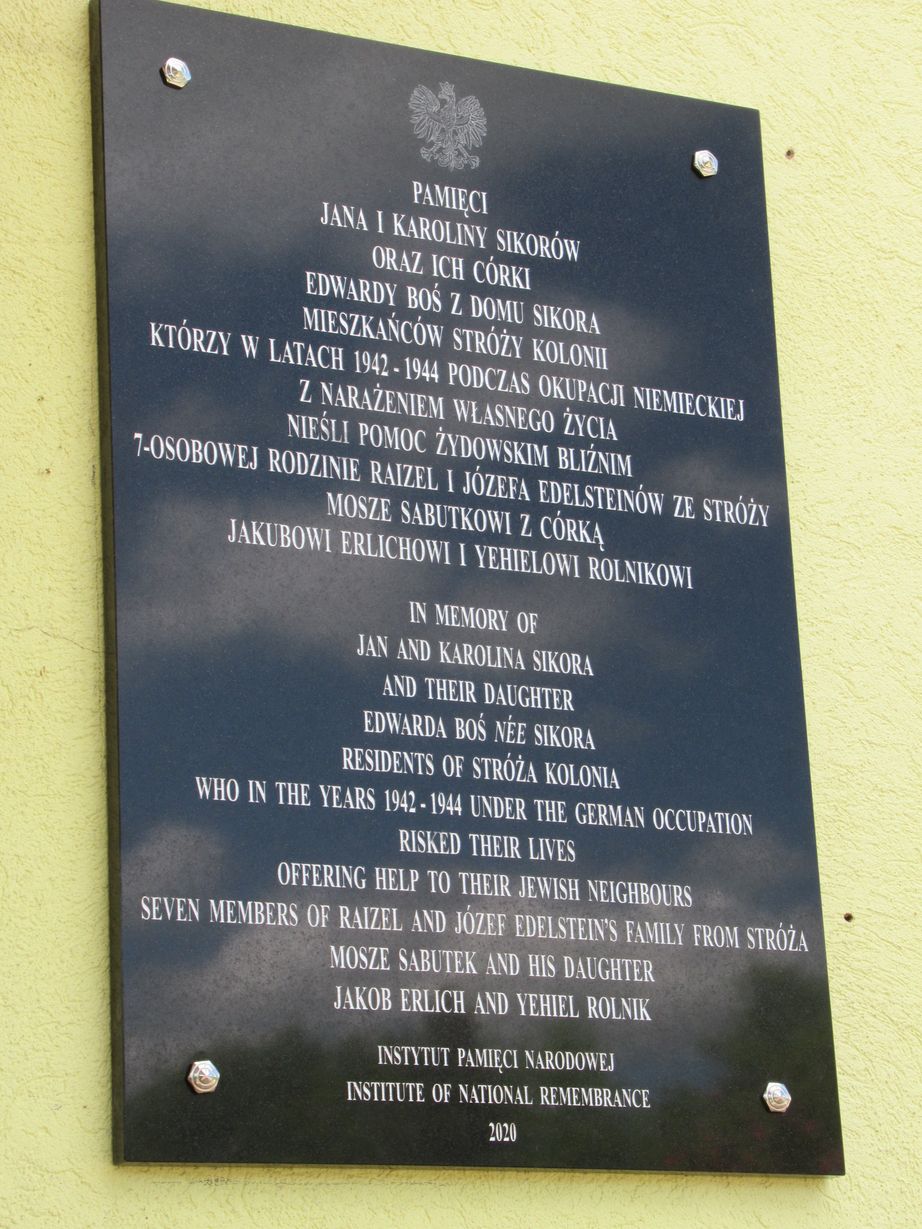 PAMIĘCI
JANA I KAROLINY SIKORÓW
ORAZ ICH CÓRKI
EDWARDY BOŚ Z DOMU SIKORA
MIESZKAŃCÓW STRÓŻY KOLONII
KTÓRZY W LATACH 1942 - 1944 PODCZAS OKUPACJI NIEMIECKIEJ
Z NARAŻENIEM WŁASNEGO ŻYCIA
NIEŚLI POMOC ŻYDOWSKIM BLIŹNIM
7-OSOBOWEJ RODZINIE RAIZEL I JÓZEFA EDELSTEINÓW ZE STRÓŻY
MOSZE SABUTKOWI Z CÓRKĄ
JAKUBOWI ERLICHOWI I YEHIELOWI ROLNIKOWI
IN MEMORY OF
JAN AND KAROLINA SIKORA
AND THEIR DAUGHTER
EDWARDA BOŚ NÉE SIKORA
RESIDENTS OF STRÓŻA KOLONIA
WHO IN THE YEARS 1942 - 1944 UNDER THE GERMAN OCCUPATION
RISKED THEIR LIVES
OFFERING HELP TO THEIR JEWISH NEIGHBOURS
SEVEN MEMBERS OF RAIZEL AND JÓZEF EDELSTEIN'S FAMILY FROM STRÓŻA
MOSZE SABUTEK AND HIS DAUGHTER
JAKOB ERLICH AND YEHIEL ROLNIK
INSTYTUT PAMIĘCI NARODOWEJ
INSTITUTE OF NATIONAL REMEMBRANCE
2020